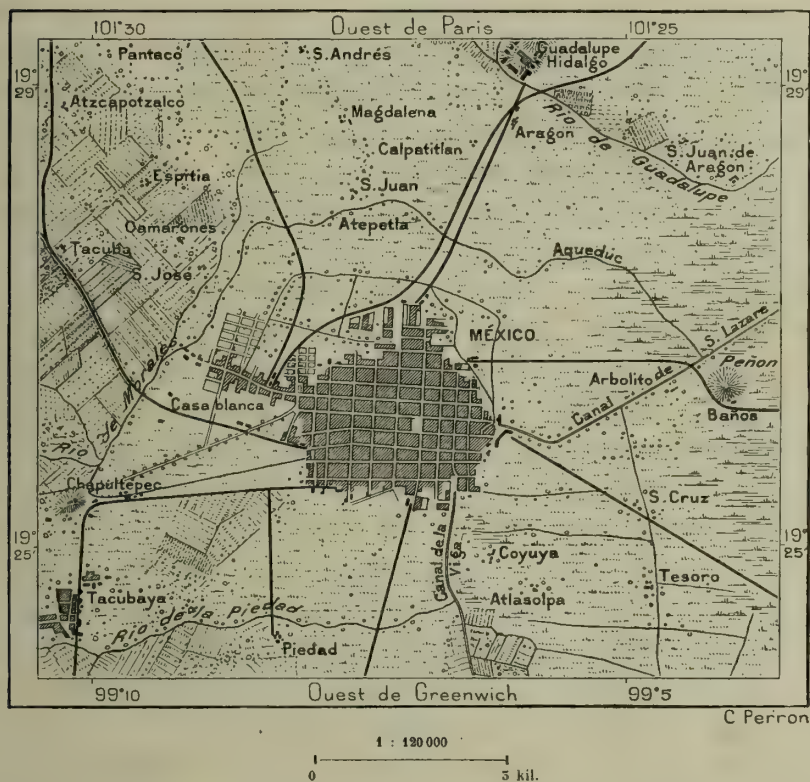 101°30 Ouest de Paris 101°25
19°
29'
19°
29'
Pantaco
S. Andrés
Guadalupe
Hidalgo
Atzcapotzalco
Magdalena
Aragon
Rio de Guadalupe
Calpatitlan
S. Juan de
Aragon
Espitia
S. Juan
Camarones
Atepetla
Tacuba
S. José
Aqueduc
MEXICO
S. Lazare
Peñon
Arbolito de
Canal
Baños
Rio de Morales
Casa blanca
Chapultepec
S. Cruz
19°
25'
19°
25'
Canal de la
Viga
Coyuya
Tesoro
Tacubaya
Atlasolpa
Rio de la Piedad
Piedad
99°10 Ouest de Greenwich 99°5
C Perron
1 : 120 000
0 3 kil.